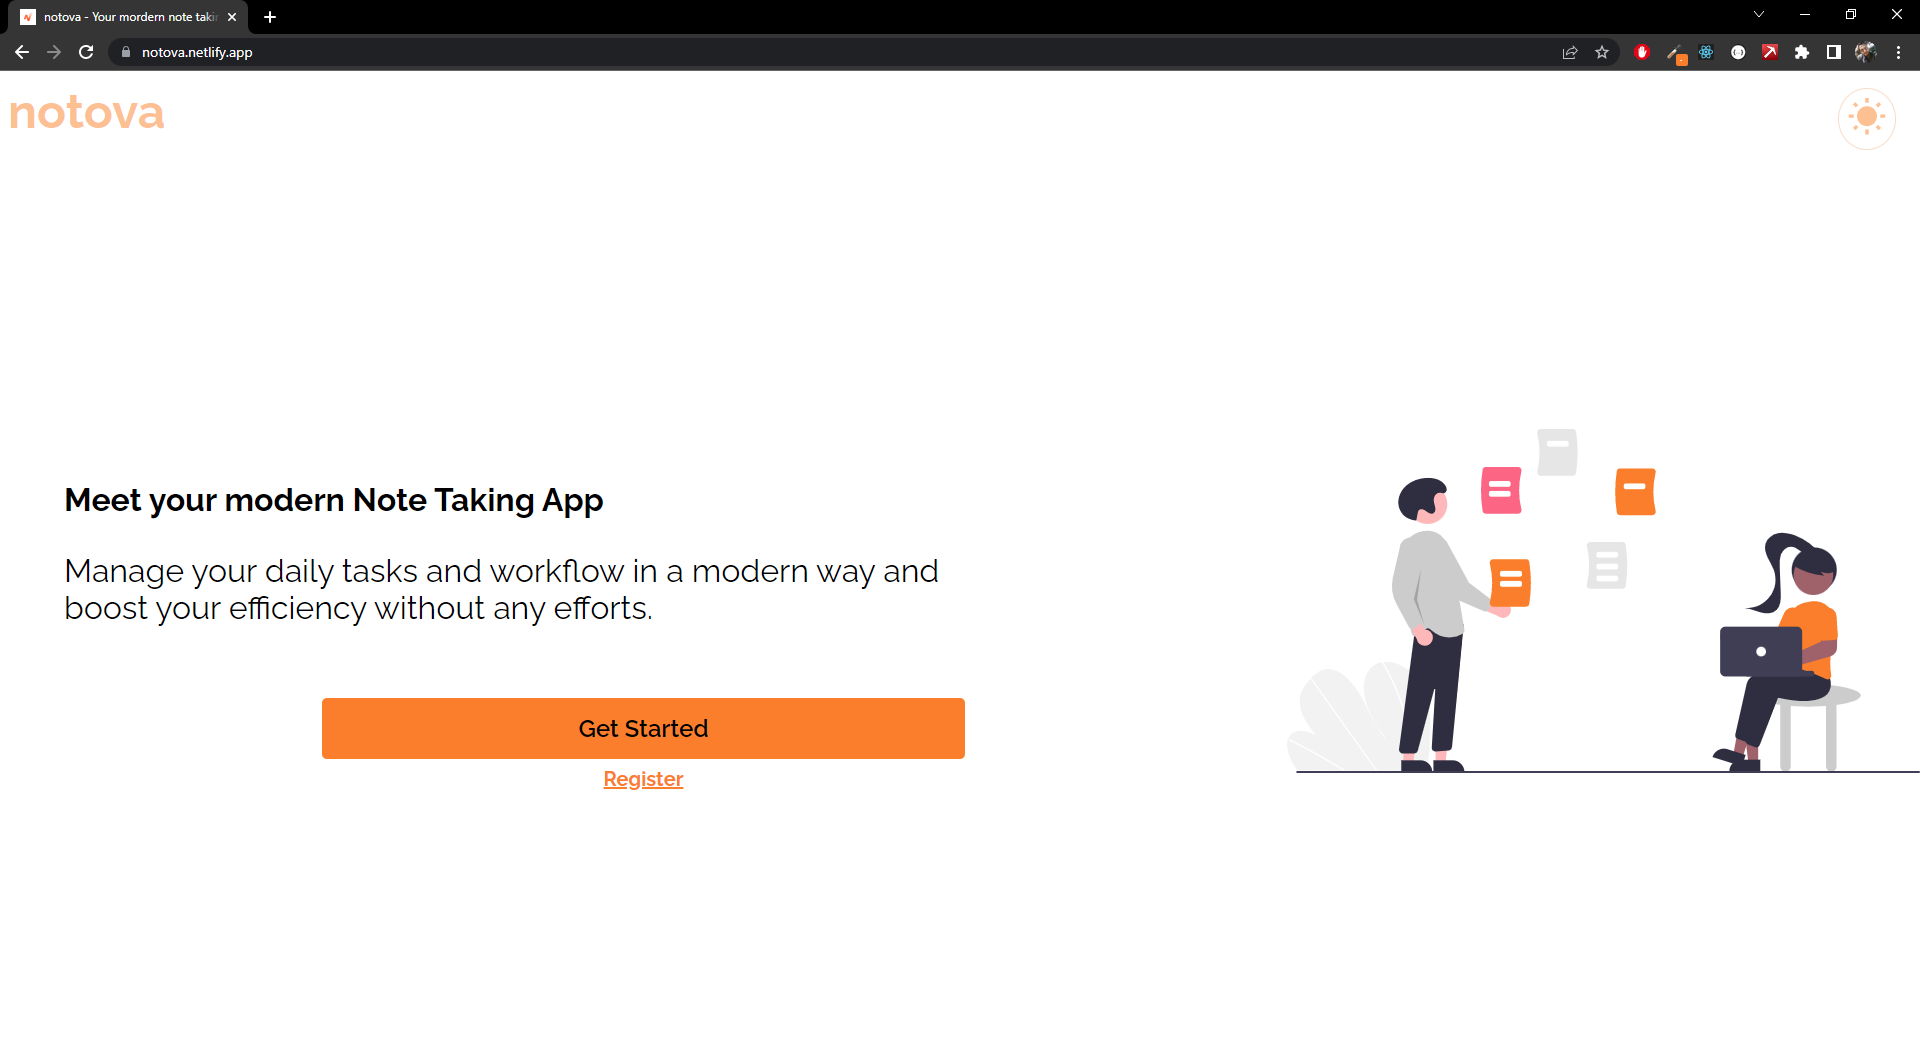 notova - Your mordern note takin
notova.netlify.app
notova
Meet your modern Note Taking App
Manage your daily tasks and workflow in a modern way and
boost your efficiency without any efforts.
Get Started
Register